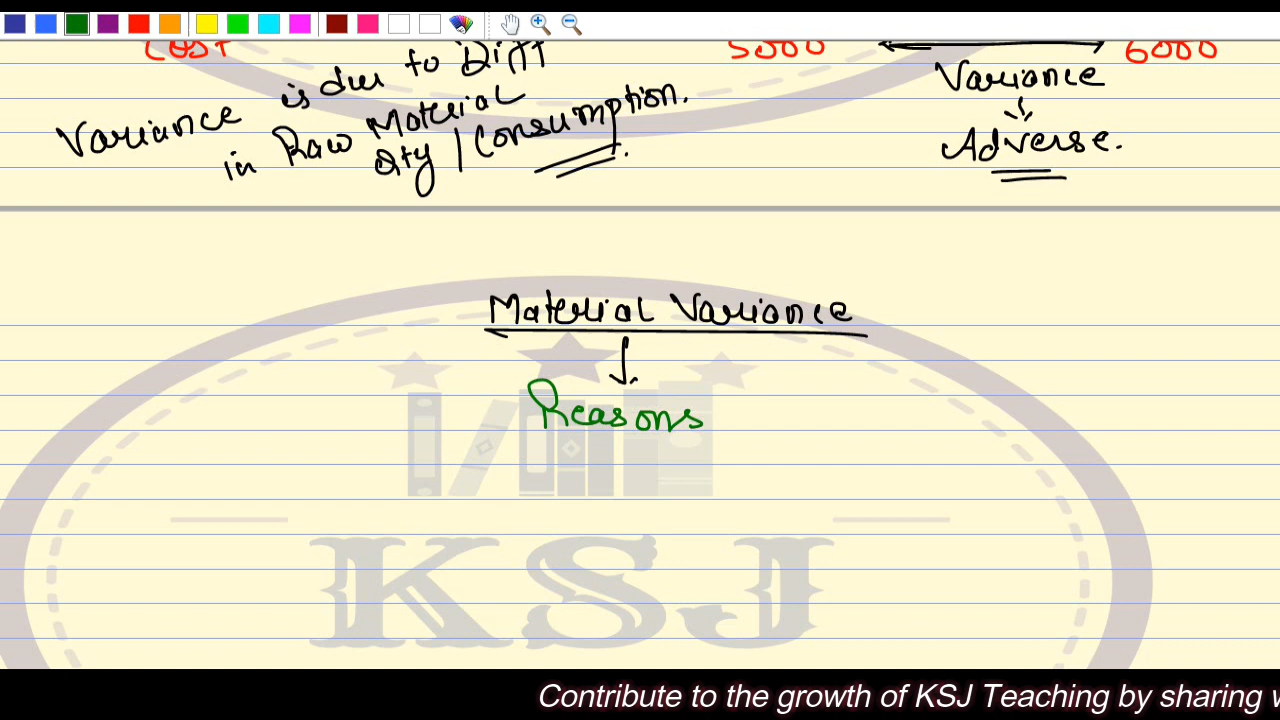 Cost 5000 6000
Variance is due to Diff
in Raw Material
Qty / Consumption.
Variance
Adverse.
Material Variance
Reasons
KSJ
Contribute to the growth of KSJ Teaching by sharing